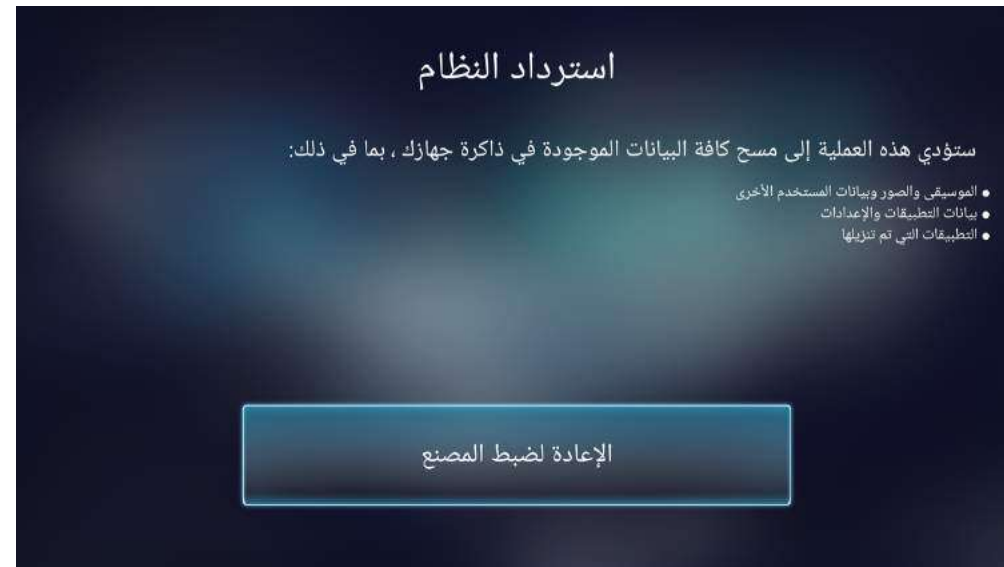 استرداد النظام
ستؤدي هذه العملية إلى مسح كافة البيانات الموجودة في ذاكرة جهازك ، بما في ذلك:
● الموسيقى والصور وبيانات المستخدم الأخرى
● بيانات التطبيقات والإعدادات
● التطبيقات التي تم تنزيلها
الإعادة لضبط المصنع